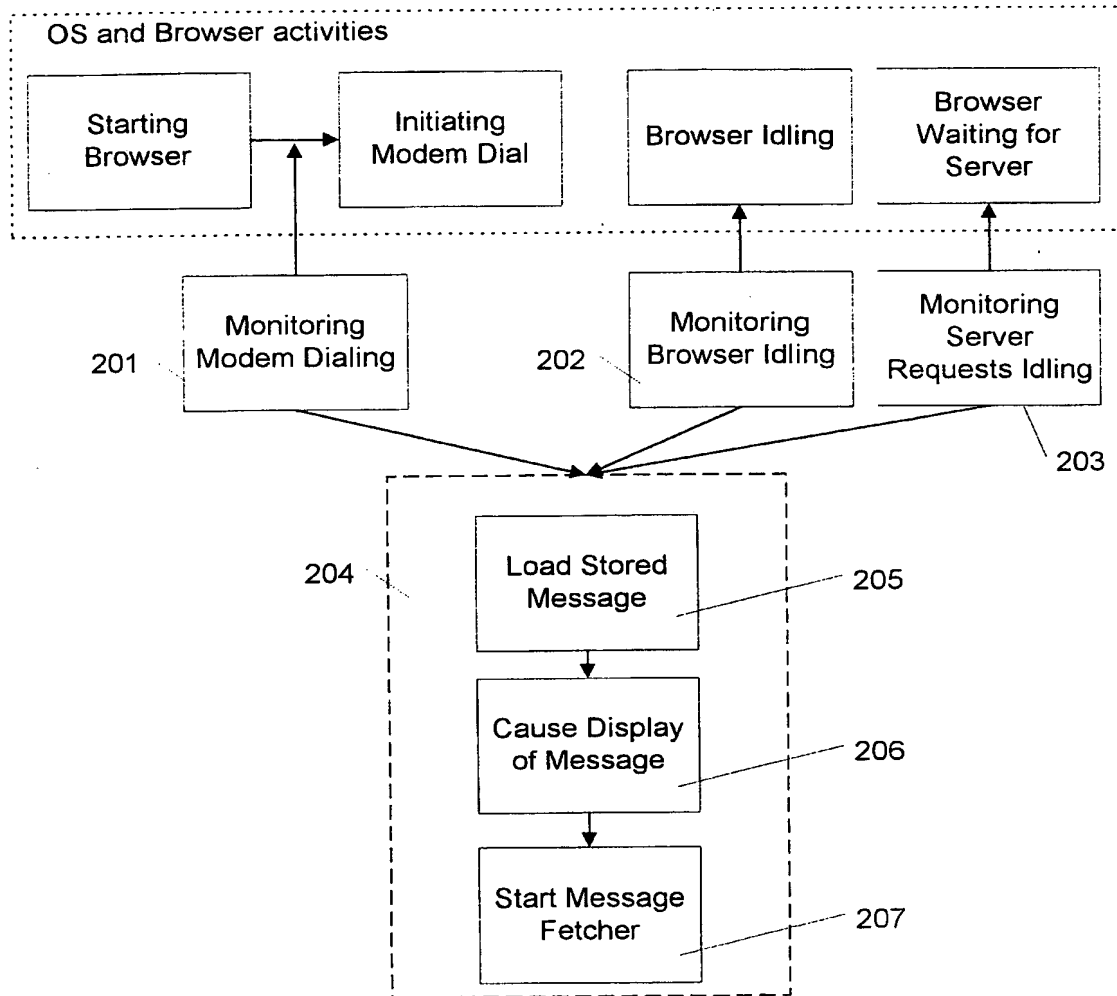 OS and Browser activities
Starting
Browser
Initiating
Modem Dial
Browser Idling
Browser
Waiting for
Server
Monitoring
Modem Dialing
201
Monitoring
Browser Idling
202
Monitoring
Server
Requests Idling
203
204
Load Stored
Message
205
Cause Display
of Message
206
Start Message
Fetcher
207